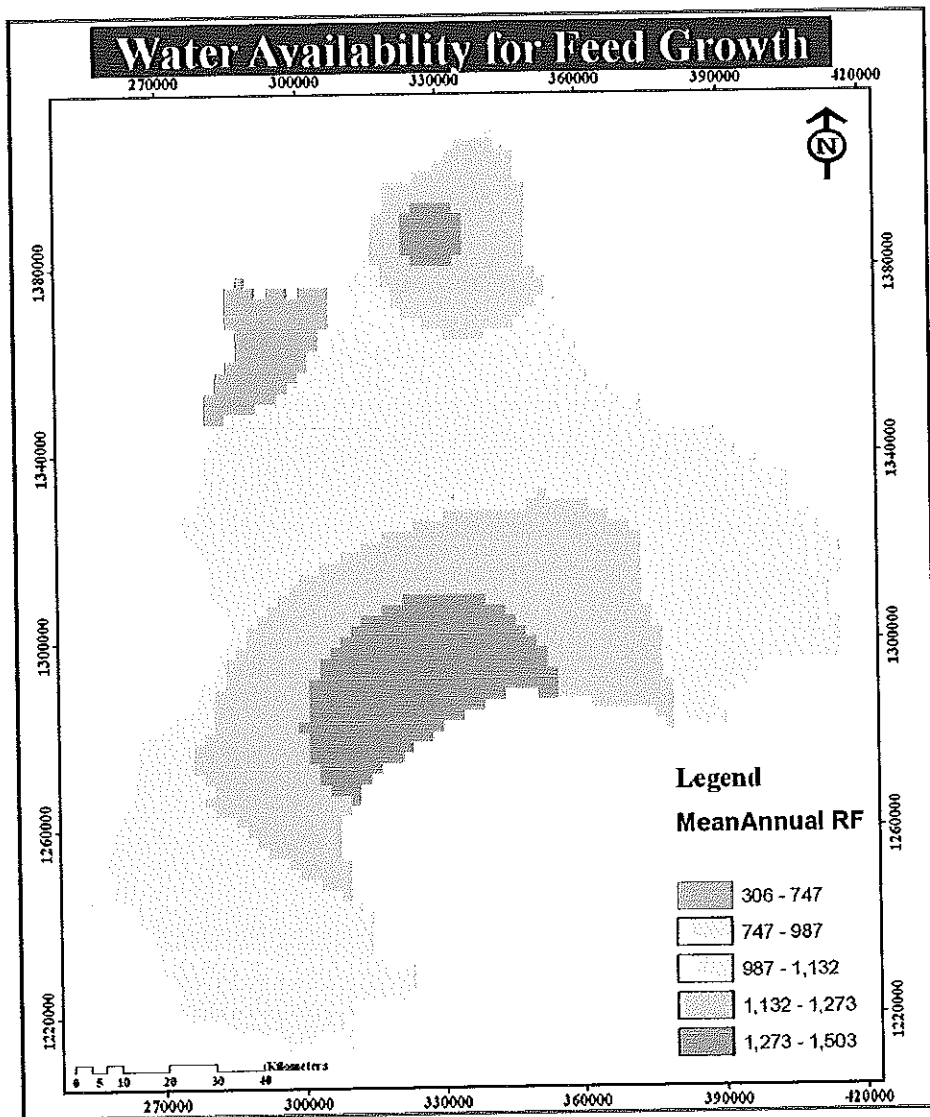 Water Availability for Feed Growth
270000 300000 330000 360000 390000 420000
N
1380000 1380000
1340000 1340000
1300000 1300000
1260000 1260000
1220000 1220000
Legend
MeanAnnual RF
306 - 747
747 - 987
987 - 1,132
1,132 - 1,273
1,273 - 1,503
Kilometers
0 5 10 20 30 40
270000 300000 330000 360000 390000 420000